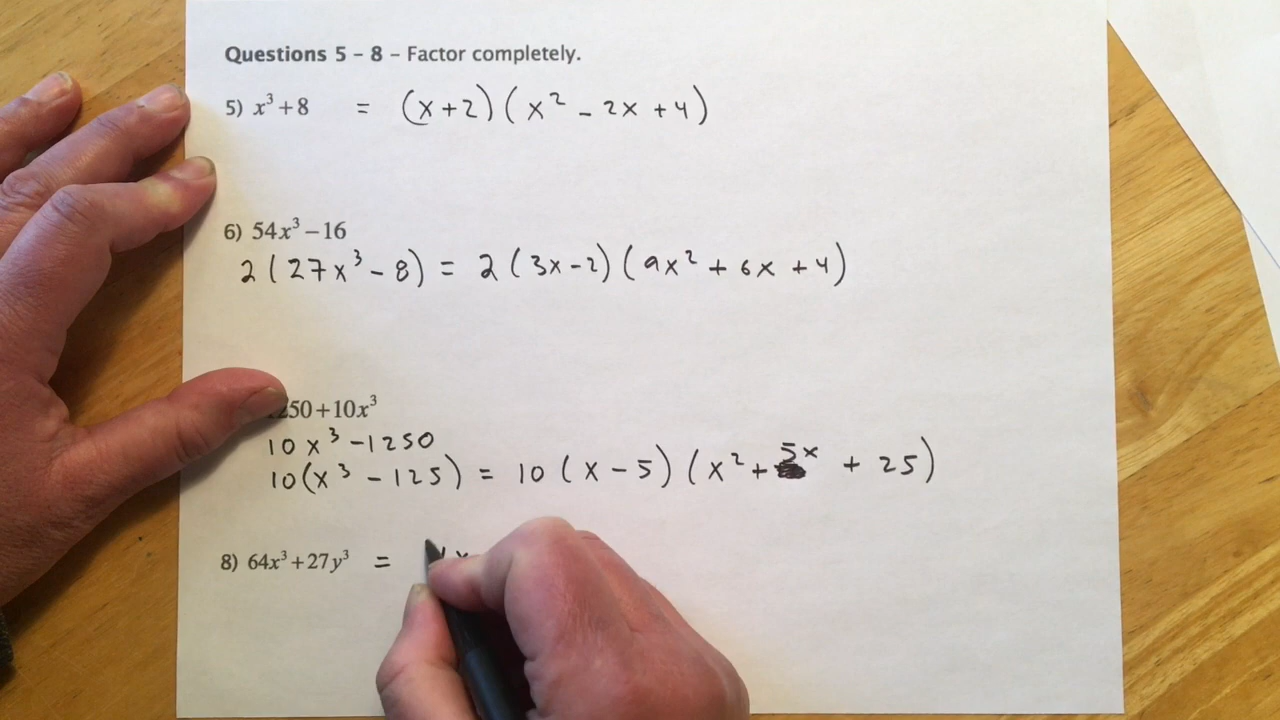 Questions 5 – 8 – Factor completely.
5) x³+8 = (x+2)(x² - 2x +4)
6) 54x³ – 16
2(27x³ - 8) = 2(3x-2)(9x² + 6x +4)
250+10x³
10x³ -1250
10(x³ - 125) = 10(x-5)(x²+ 5x + 25)
8) 64x³+27y³ =